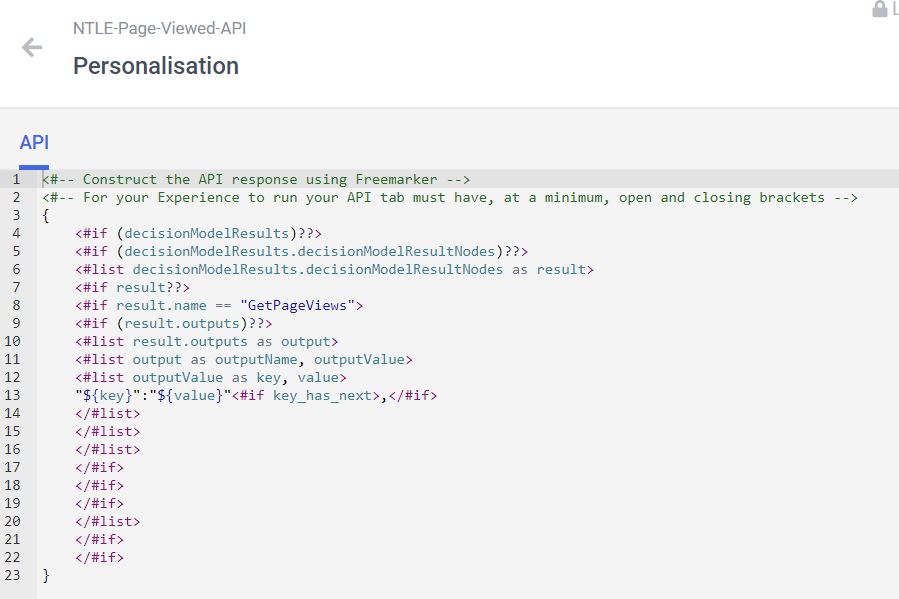 NTLE-Page-Viewed-API
L
Personalisation
API
1 <#-- Construct the API response using Freemarker -->
2 <#-- For your Experience to run your API tab must have, at a minimum, open and closing brackets -->
3 {
4 <#if (decisionModelResults)??>
5 <#if (decisionModelResults.decisionModelResultNodes)??>
6 <#list decisionModelResults.decisionModelResultNodes as result>
7 <#if result??>
8 <#if result.name == "GetPageViews">
9 <#if (result.outputs)??>
10 <#list result.outputs as output>
11 <#list output as outputName, outputValue>
12 <#list outputValue as key, value>
13 "${key}":"${value}"<#if key_has_next>,</#if>
14 </#list>
15 </#list>
16 </#list>
17 </#if>
18 </#if>
19 </#if>
20 </#list>
21 </#if>
22 </#if>
23 }